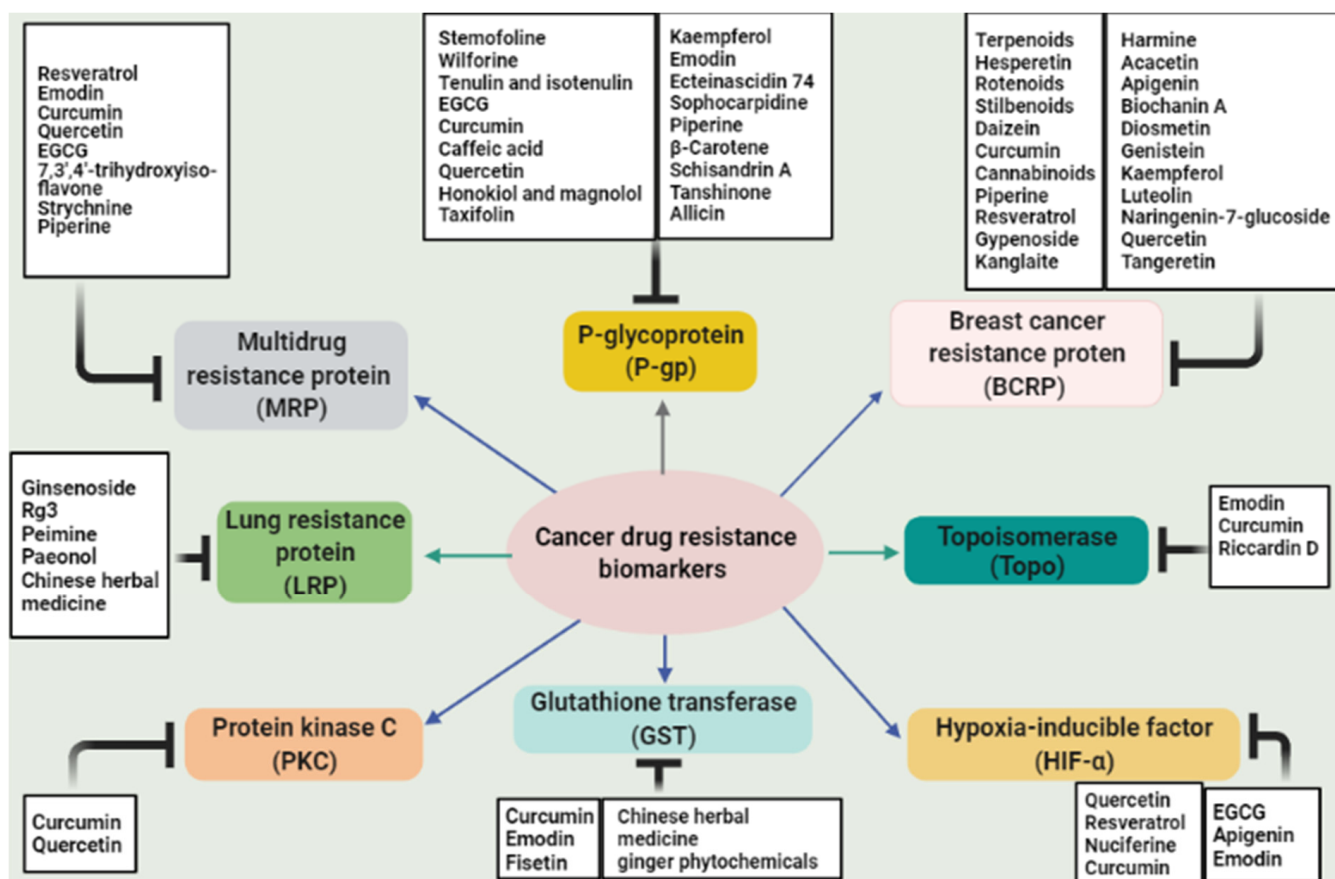 Resveratrol
Emodin
Curcumin
Quercetin
EGCG
7,3',4'-trihydroxyiso-
flavone
Strychnine
Piperine
Stemofoline
Wilforine
Tenulin and isotenulin
EGCG
Curcumin
Caffeic acid
Quercetin
Honokiol and magnolol
Taxifolin
Kaempferol
Emodin
Ecteinascidin 74
Sophocarpidine
Piperine
β-Carotene
Schisandrin A
Tanshinone
Allicin
Terpenoids
Hesperetin
Rotenoids
Stilbenoids
Daizein
Curcumin
Cannabinoids
Piperine
Resveratrol
Gypenoside
Kanglaite
Harmine
Acacetin
Apigenin
Biochanin A
Diosmetin
Genistein
Kaempferol
Luteolin
Naringenin-7-glucoside
Quercetin
Tangeretin
Multidrug
resistance protein
(MRP)
P-glycoprotein
(P-gp)
Breast cancer
resistance proten
(BCRP)
Ginsenoside
Rg3
Peimine
Paeonol
Chinese herbal
medicine
Lung resistance
protein
(LRP)
Cancer drug resistance
biomarkers
Topoisomerase
(Topo)
Emodin
Curcumin
Riccardin D
Protein kinase C
(PKC)
Glutathione transferase
(GST)
Hypoxia-inducible factor
(HIF-α)
Curcumin
Quercetin
Curcumin
Emodin
Fisetin
Chinese herbal
medicine
ginger phytochemicals
Quercetin
Resveratrol
Nuciferine
Curcumin
EGCG
Apigenin
Emodin